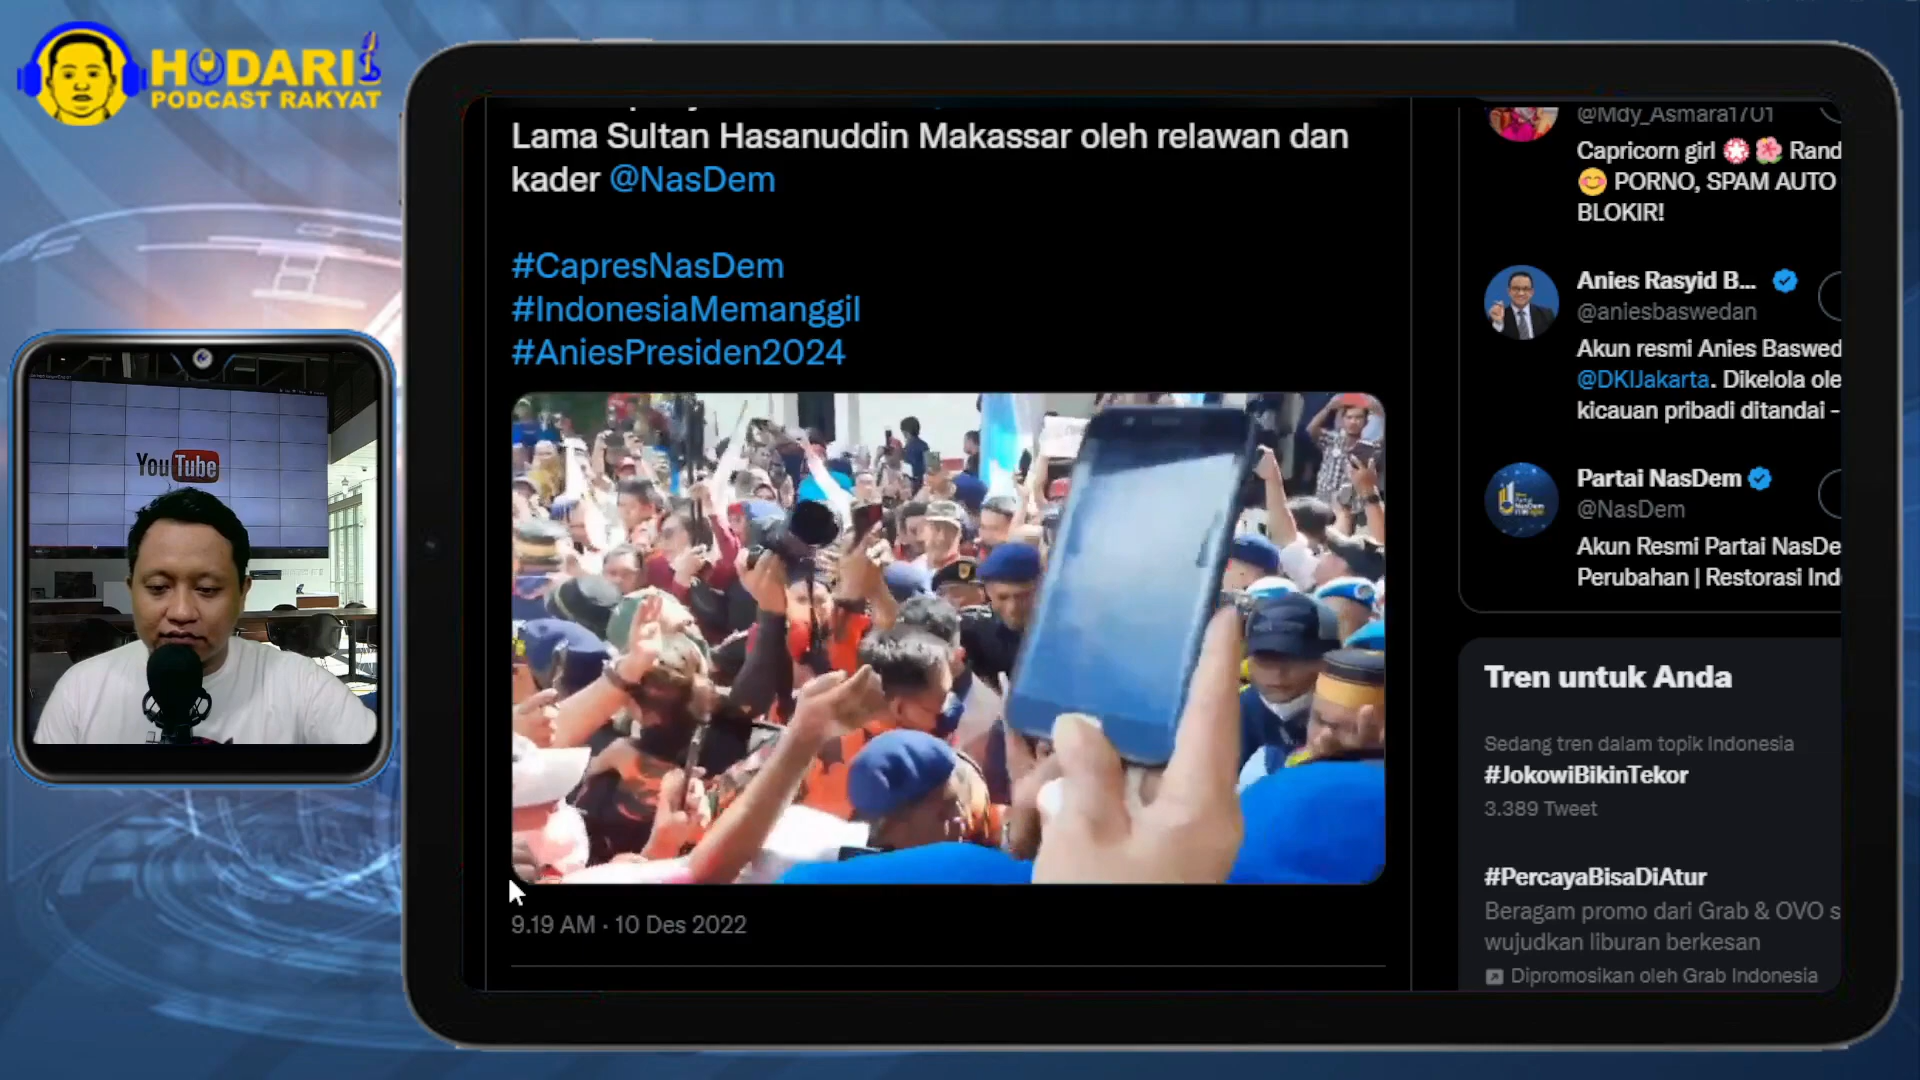 HODARI
PODCAST RAKYAT
YouTube
Lama Sultan Hasanuddin Makassar oleh relawan dan
kader @NasDem
#CapresNasDem
#IndonesiaMemanggil
#AniesPresiden2024
9.19 AM · 10 Des 2022
@Mdy_Asmara1701
Capricorn girl 💮 🌺 Rand
😊 PORNO, SPAM AUTO
BLOKIR!
Anies Rasyid B...
@aniesbaswedan
Akun resmi Anies Baswed
@DKIJakarta. Dikelola ole
kicauan pribadi ditandai -
Partai NasDem
@NasDem
Akun Resmi Partai NasDe
Perubahan | Restorasi Ind
Tren untuk Anda
Sedang tren dalam topik Indonesia
#JokowiBikinTekor
3.389 Tweet
#PercayaBisaDiAtur
Beragam promo dari Grab & OVO s
wujudkan liburan berkesan
Dipromosikan oleh Grab Indonesia